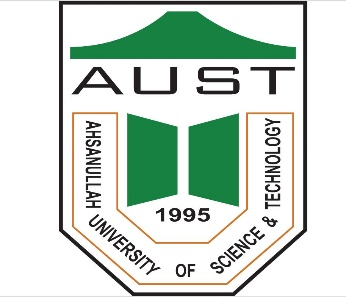 AUST
1995
AHSANULLAH UNIVERSITY OF SCIENCE & TECHNOLOGY